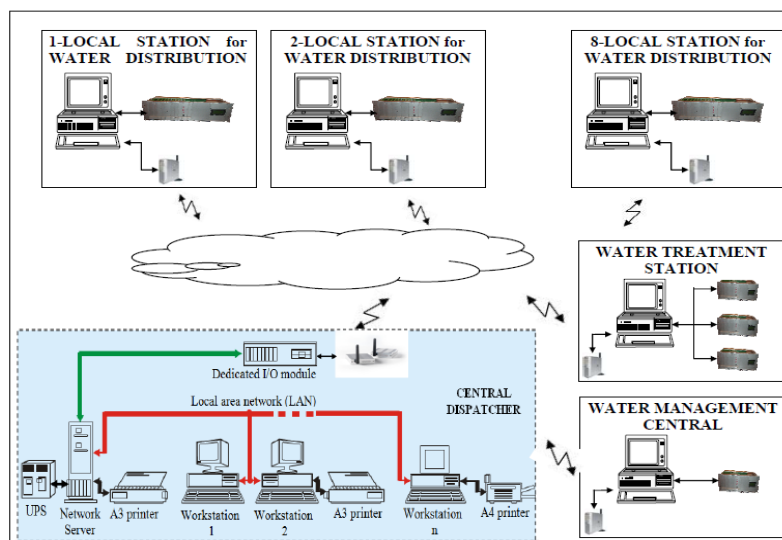 1-LOCAL STATION for
WATER DISTRIBUTION
2-LOCAL STATION for
WATER DISTRIBUTION
8-LOCAL STATION for
WATER DISTRIBUTION
WATER TREATMENT
STATION
Dedicated I/O module
CENTRAL
DISPATCHER
Local area network (LAN)
WATER MANAGEMENT
CENTRAL
UPS
Network
Server
A3 printer
Workstation
1
Workstation
2
A3 printer
Workstation
n
A4 printer